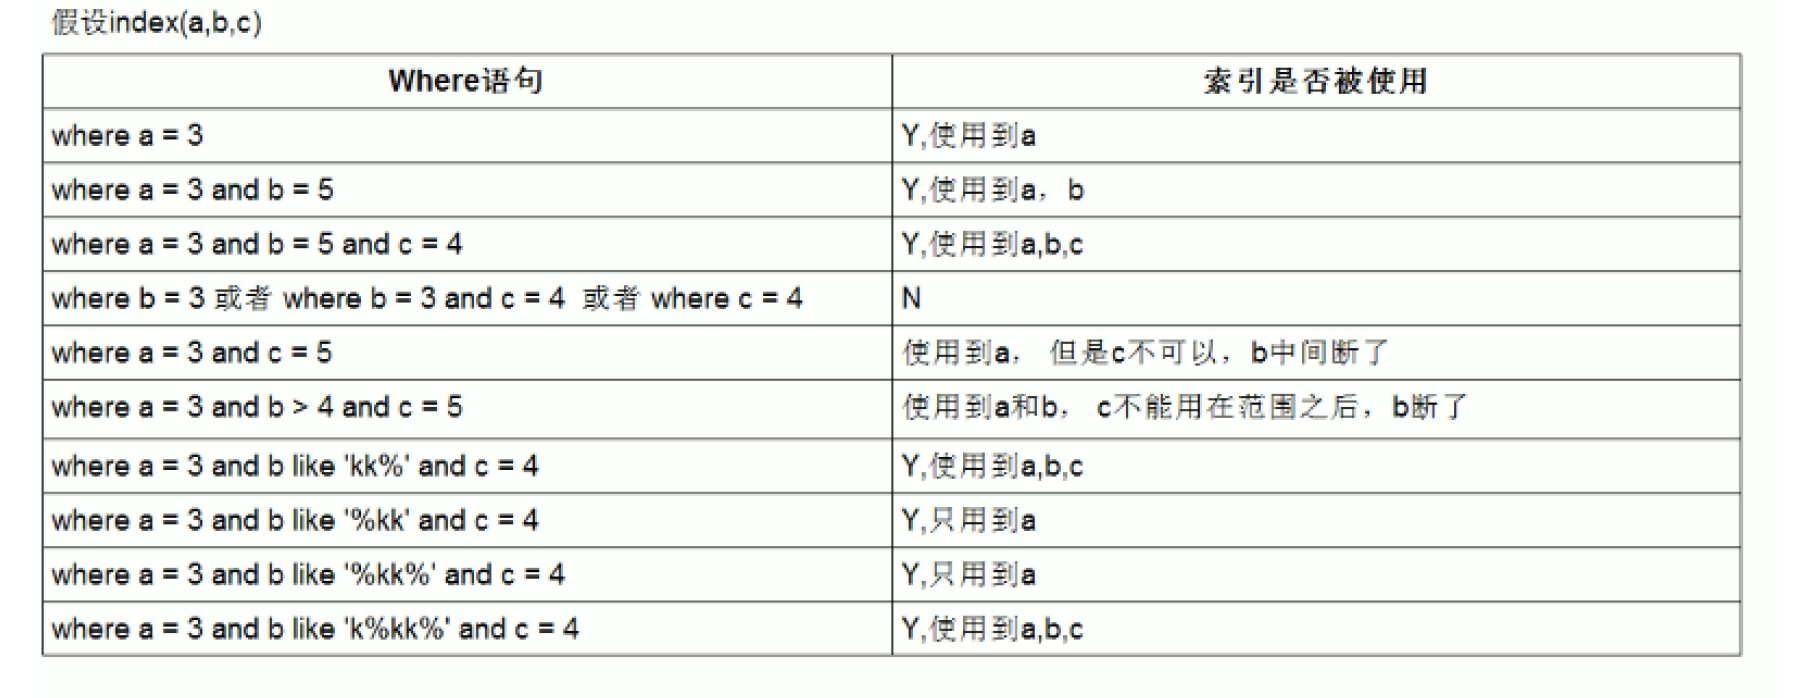 假设index(a,b,c)
Where语句 索引是否被使用
where a = 3 Y,使用到a
where a = 3 and b = 5 Y,使用到a，b
where a = 3 and b = 5 and c = 4 Y,使用到a,b,c
where b = 3 或者 where b = 3 and c = 4 或者 where c = 4 N
where a = 3 and c = 5 使用到a， 但是c不可以，b中间断了
where a = 3 and b > 4 and c = 5 使用到a和b， c不能用在范围之后，b断了
where a = 3 and b like 'kk%' and c = 4 Y,使用到a,b,c
where a = 3 and b like '%kk' and c = 4 Y,只用到a
where a = 3 and b like '%kk%' and c = 4 Y,只用到a
where a = 3 and b like 'k%kk%' and c = 4 Y,使用到a,b,c